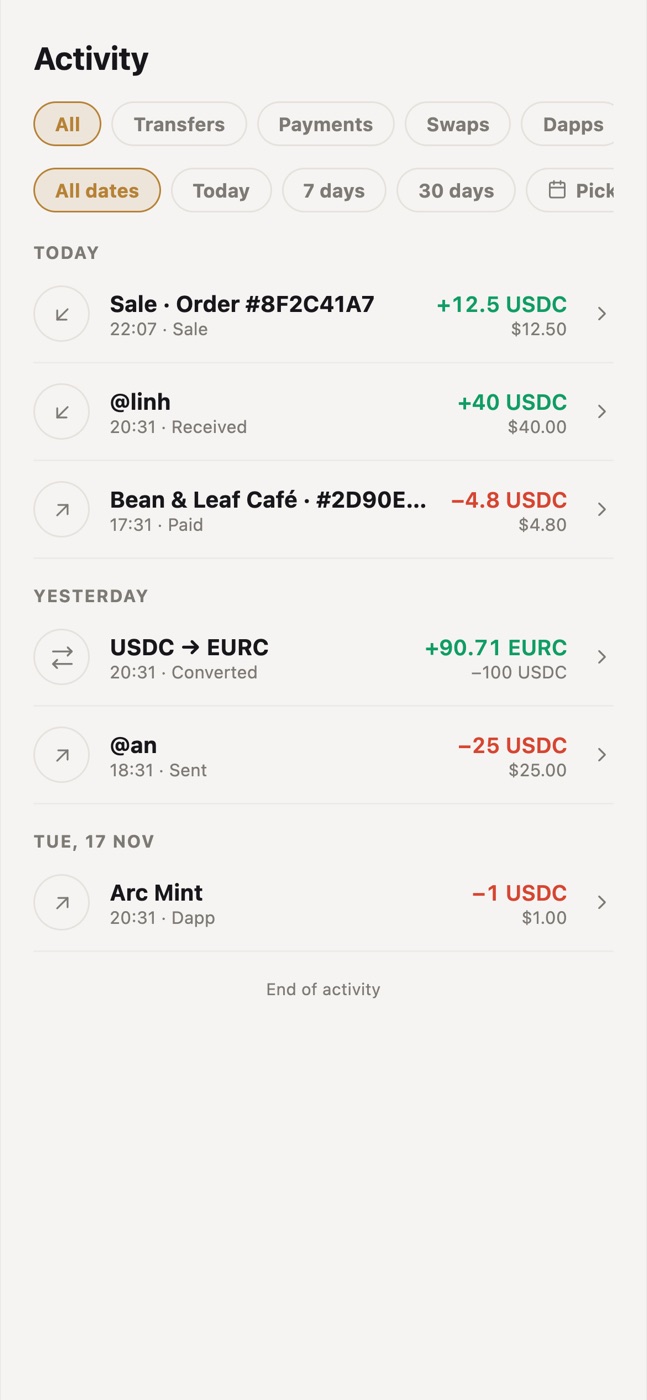 Activity
All Transfers Payments Swaps Dapps
All dates Today 7 days 30 days Pick
TODAY
Sale · Order #8F2C41A7 +12.5 USDC
22:07 · Sale $12.50
@linh +40 USDC
20:31 · Received $40.00
Bean & Leaf Café · #2D90E... −4.8 USDC
17:31 · Paid $4.80
YESTERDAY
USDC → EURC +90.71 EURC
20:31 · Converted −100 USDC
@an −25 USDC
18:31 · Sent $25.00
TUE, 17 NOV
Arc Mint −1 USDC
20:31 · Dapp $1.00
End of activity